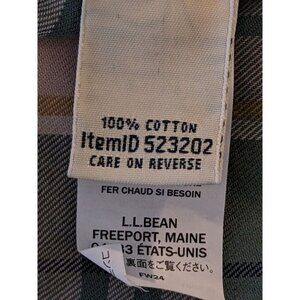 100% COTTON
ItemID 523202
CARE ON REVERSE
FER CHAUD SI BESOIN
L.L.BEAN
FREEPORT, MAINE
ÉTATS-UNIS
裏面をご覧ください。
FW24